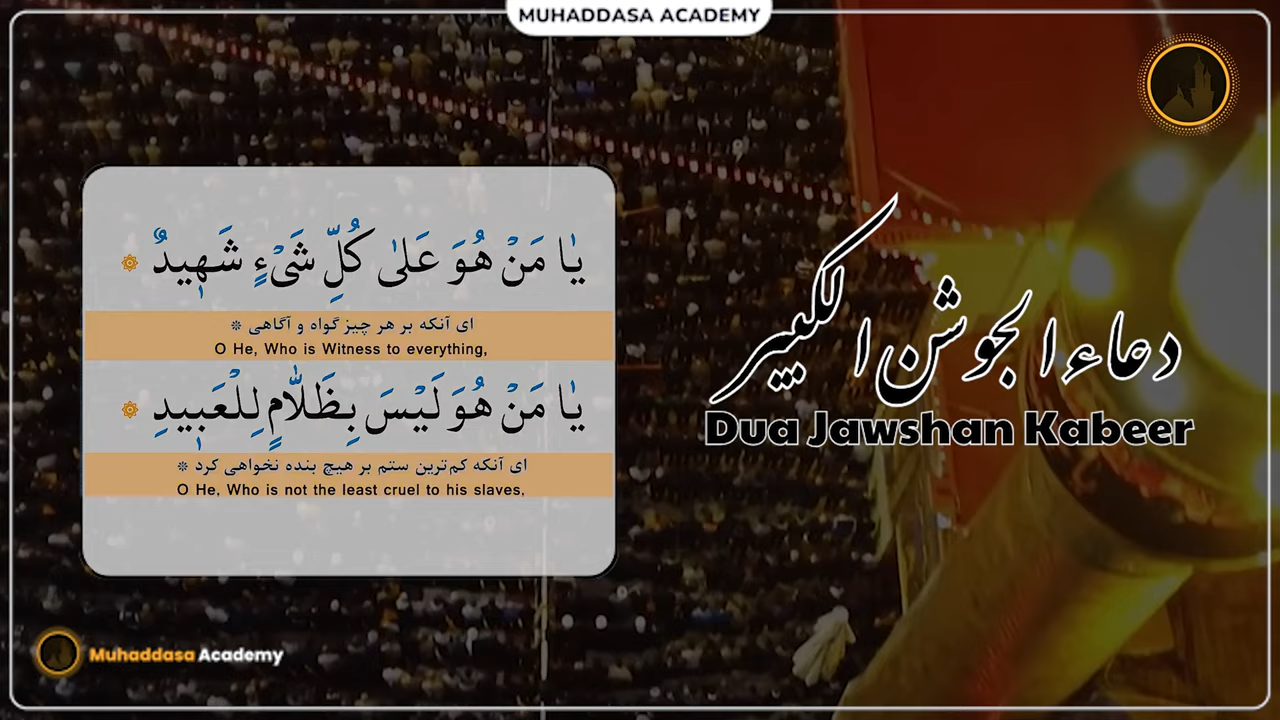 MUHADDASA ACADEMY
يٰا مَنْ هُوَ عَلىٰ كُلِّ شَیْءٍ شَهٖيدٌ ۞
ای آنکه بر هر چیز گواه و آگاهی *
O He, Who is Witness to everything,
يٰا مَنْ هُوَ لَيْسَ بِظَلّٰامٍ لِلْعَبٖيدِ ۞
ای آنکه کم‌ترین ستم بر هیچ بنده نخواهی کرد *
O He, Who is not the least cruel to his slaves,
دعاء الجوشن الكبير
Dua Jawshan Kabeer
Muhaddasa Academy